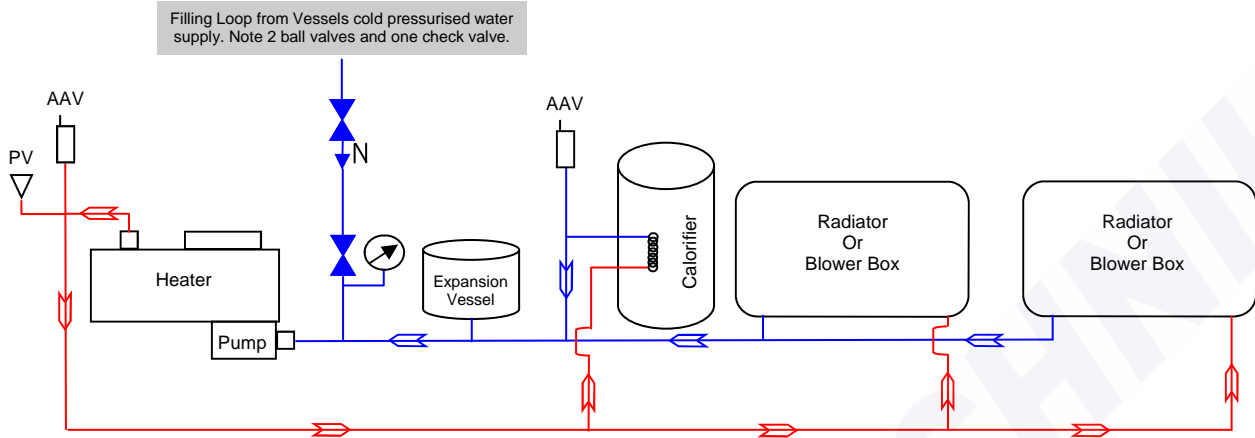 Filling Loop from Vessels cold pressurised water
supply. Note 2 ball valves and one check valve.
AAV
AAV
PV
N
Radiator
Or
Blower Box
Radiator
Or
Blower Box
Calorifier
Heater
Expansion
Vessel
Pump